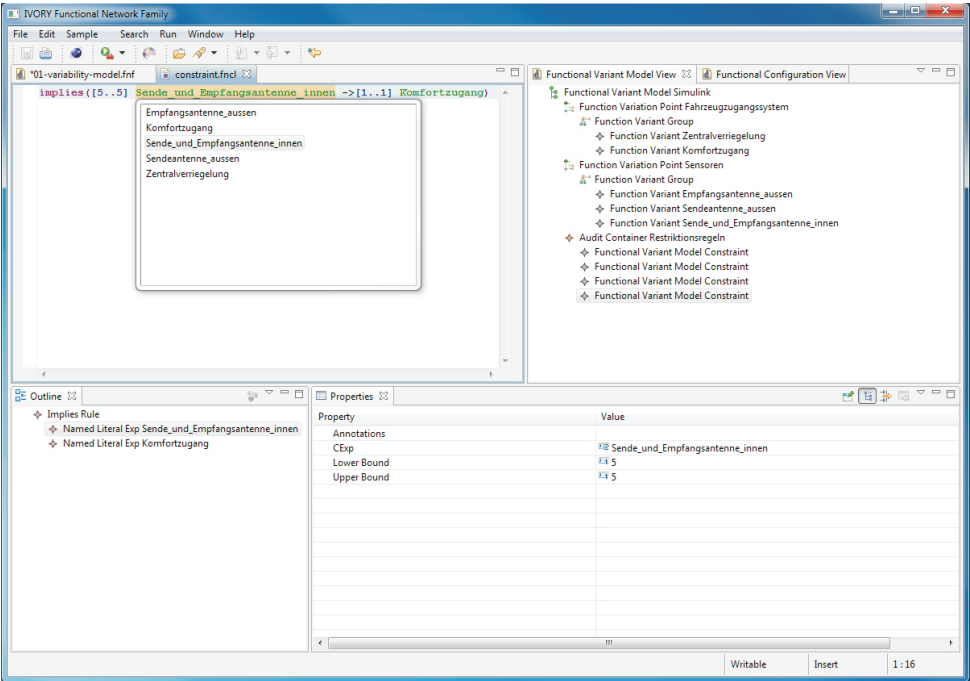 IVORY Functional Network Family
File Edit Sample Search Run Window Help
*01-variability-model.fnf
constraint.fncl
implies([5..5] Sende_und_Empfangsantenne_innen ->[1..1] Komfortzugang)
Empfangsantenne_aussen
Komfortzugang
Sende_und_Empfangsantenne_innen
Sendeantenne_aussen
Zentralverriegelung
Functional Variant Model View
Functional Configuration View
Functional Variant Model Simulink
Function Variation Point Fahrzeugzugangssystem
Function Variant Group
Function Variant Zentralverriegelung
Function Variant Komfortzugang
Function Variation Point Sensoren
Function Variant Group
Function Variant Empfangsantenne_aussen
Function Variant Sendeantenne_aussen
Function Variant Sende_und_Empfangsantenne_innen
Audit Container Restriktionsregeln
Functional Variant Model Constraint
Functional Variant Model Constraint
Functional Variant Model Constraint
Functional Variant Model Constraint
Outline
Implies Rule
Named Literal Exp Sende_und_Empfangsantenne_innen
Named Literal Exp Komfortzugang
Properties
Property Value
Annotations
CExp Sende_und_Empfangsantenne_innen
Lower Bound 5
Upper Bound 5
Writable Insert 1:16